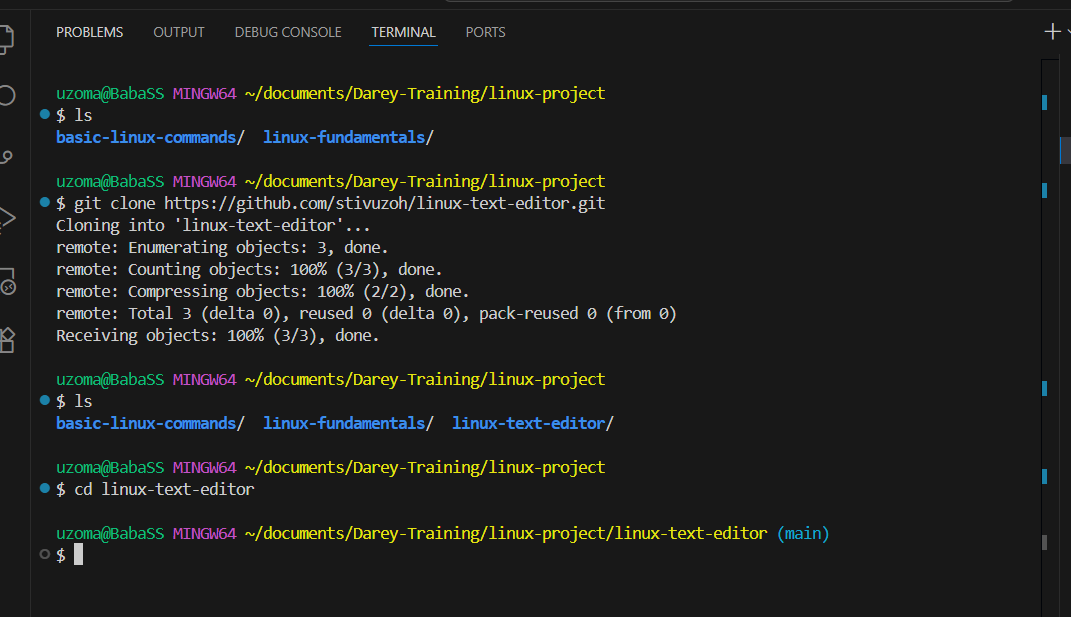 PROBLEMS OUTPUT DEBUG CONSOLE TERMINAL PORTS
uzoma@BabaSS MINGW64 ~/documents/Darey-Training/linux-project
$ ls
basic-linux-commands/  linux-fundamentals/
uzoma@BabaSS MINGW64 ~/documents/Darey-Training/linux-project
$ git clone https://github.com/stivuzoh/linux-text-editor.git
Cloning into 'linux-text-editor'...
remote: Enumerating objects: 3, done.
remote: Counting objects: 100% (3/3), done.
remote: Compressing objects: 100% (2/2), done.
remote: Total 3 (delta 0), reused 0 (delta 0), pack-reused 0 (from 0)
Receiving objects: 100% (3/3), done.
uzoma@BabaSS MINGW64 ~/documents/Darey-Training/linux-project
$ ls
basic-linux-commands/  linux-fundamentals/  linux-text-editor/
uzoma@BabaSS MINGW64 ~/documents/Darey-Training/linux-project
$ cd linux-text-editor
uzoma@BabaSS MINGW64 ~/documents/Darey-Training/linux-project/linux-text-editor (main)
$